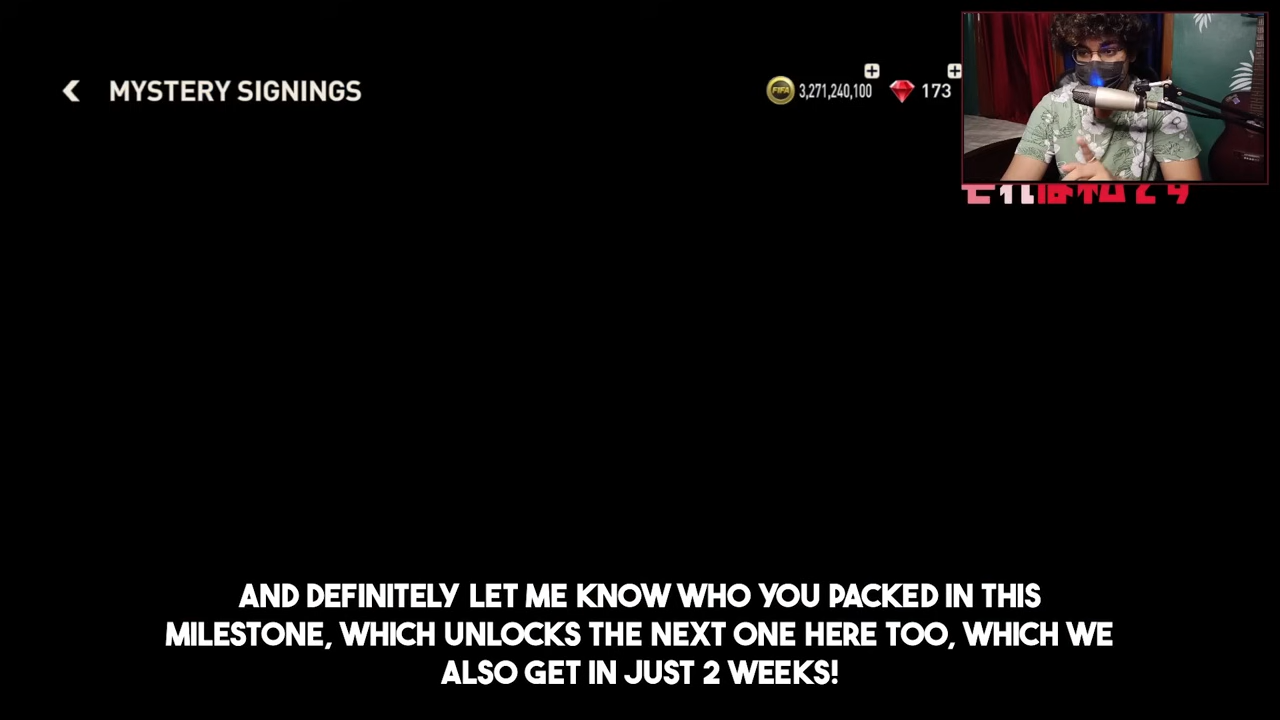 MYSTERY SIGNINGS
FIFA
3,271,240,100
173
AND DEFINITELY LET ME KNOW WHO YOU PACKED IN THIS
MILESTONE, WHICH UNLOCKS THE NEXT ONE HERE TOO, WHICH WE
ALSO GET IN JUST 2 WEEKS!